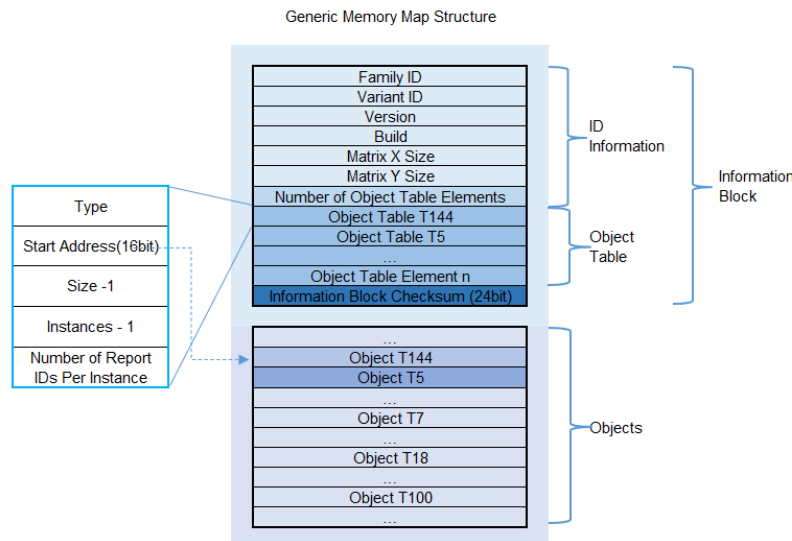 Generic Memory Map Structure
Family ID
Variant ID
Version
Build
Matrix X Size
Matrix Y Size
Number of Object Table Elements
Object Table T144
Object Table T5
...
Object Table Element n
Information Block Checksum (24bit)
ID
Information
Object
Table
Information
Block
Type
Start Address(16bit)
Size -1
Instances - 1
Number of Report
IDs Per Instance
...
Object T144
Object T5
...
Object T7
...
Object T18
...
Object T100
...
Objects